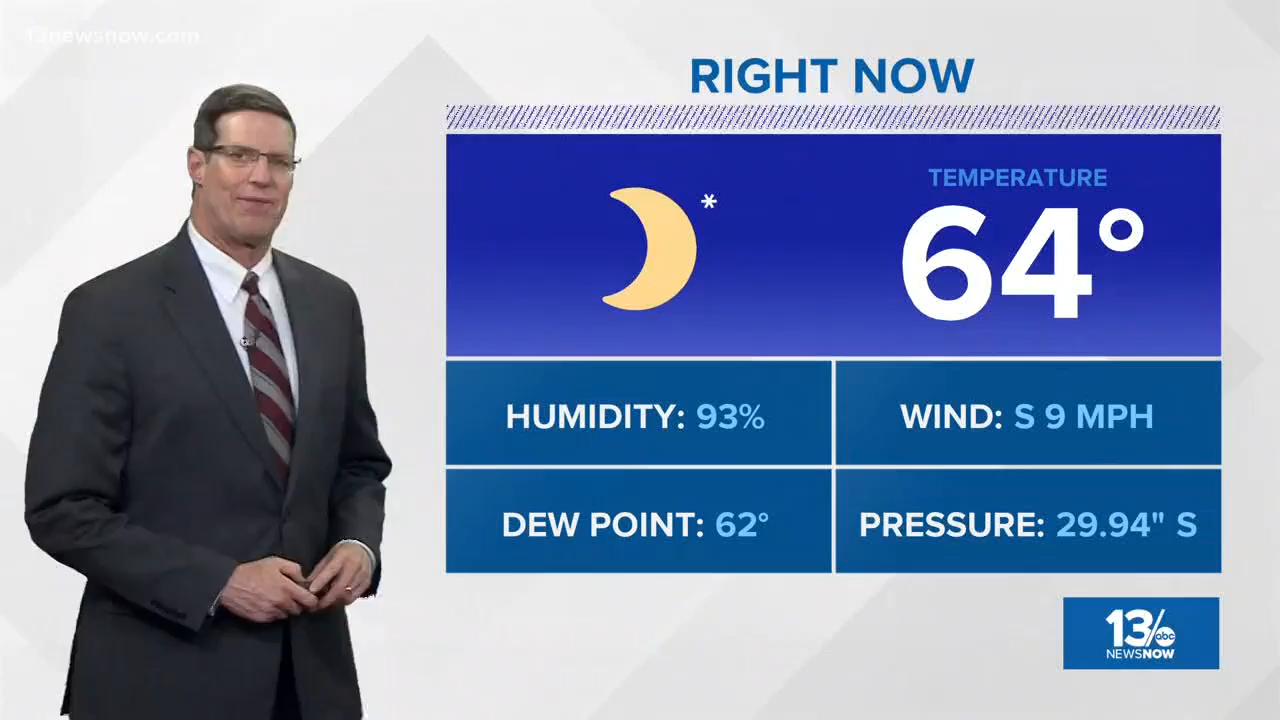 13newsnow.com
RIGHT NOW
TEMPERATURE
64°
HUMIDITY: 93%
WIND: S 9 MPH
DEW POINT: 62°
PRESSURE: 29.94" S
13/abc
NEWSNOW